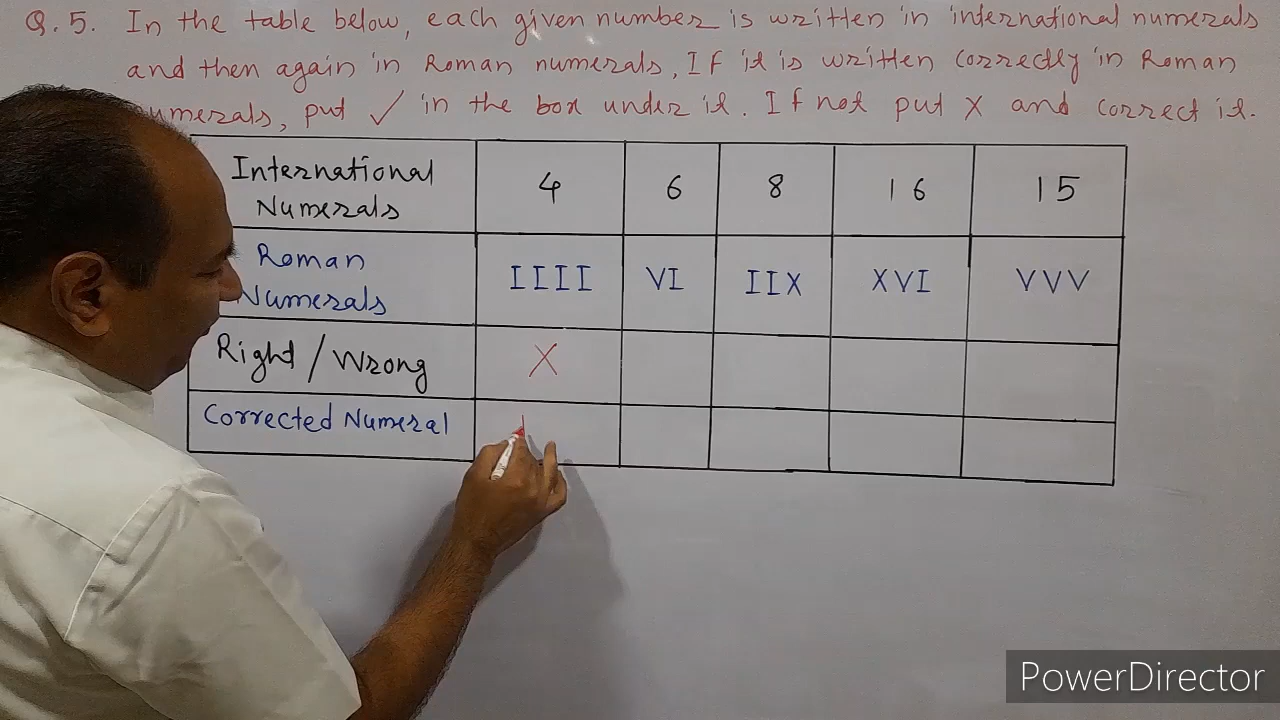 Q. 5. In the table below, each given number is written in international numerals
and then again in Roman numerals. If it is written correctly in Roman
numerals, put ✓ in the box under it. If not put X and correct it.
International Numerals 4 6 8 16 15
Roman Numerals IIII VI IIX XVI VVV
Right / Wrong X
Corrected Numeral
PowerDirector